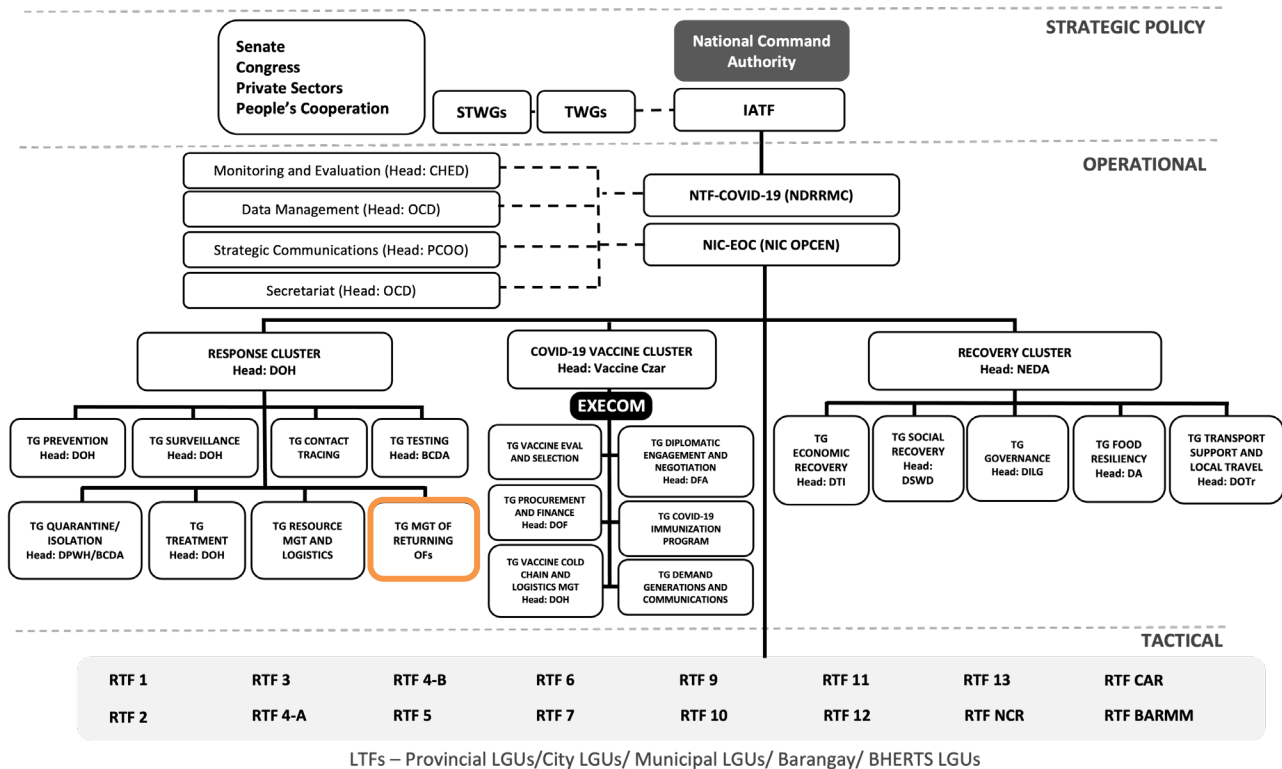 STRATEGIC POLICY
Senate
Congress
Private Sectors
People's Cooperation
National Command
Authority
STWGs
TWGs
IATF
OPERATIONAL
Monitoring and Evaluation (Head: CHED)
Data Management (Head: OCD)
Strategic Communications (Head: PCOO)
Secretariat (Head: OCD)
NTF-COVID-19 (NDRRMC)
NIC-EOC (NIC OPCEN)
RESPONSE CLUSTER
Head: DOH
COVID-19 VACCINE CLUSTER
Head: Vaccine Czar
RECOVERY CLUSTER
Head: NEDA
EXECOM
TG PREVENTION
Head: DOH
TG SURVEILLANCE
Head: DOH
TG CONTACT
TRACING
TG TESTING
Head: BCDA
TG QUARANTINE/
ISOLATION
Head: DPWH/BCDA
TG
TREATMENT
Head: DOH
TG RESOURCE
MGT AND
LOGISTICS
TG MGT OF
RETURNING
OFs
TG VACCINE EVAL
AND SELECTION
TG DIPLOMATIC
ENGAGEMENT AND
NEGOTIATION
Head: DFA
TG PROCUREMENT
AND FINANCE
Head: DOF
TG COVID-19
IMMUNIZATION
PROGRAM
TG VACCINE COLD
CHAIN AND
LOGISTICS MGT
Head: DOH
TG DEMAND
GENERATIONS AND
COMMUNICATIONS
TG
ECONOMIC
RECOVERY
Head: DTI
TG SOCIAL
RECOVERY
Head:
DSWD
TG
GOVERNANCE
Head: DILG
TG FOOD
RESILIENCY
Head: DA
TG TRANSPORT
SUPPORT AND
LOCAL TRAVEL
Head: DOTr
TACTICAL
RTF 1 RTF 3 RTF 4-B RTF 6 RTF 9 RTF 11 RTF 13 RTF CAR
RTF 2 RTF 4-A RTF 5 RTF 7 RTF 10 RTF 12 RTF NCR RTF BARMM
LTFs – Provincial LGUs/City LGUs/ Municipal LGUs/ Barangay/ BHERTS LGUs